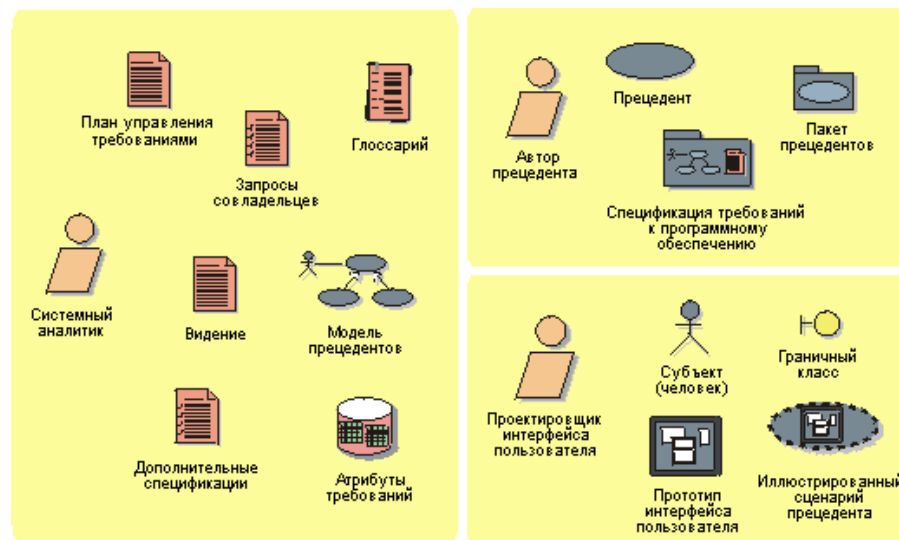 План управления
требованиями
Глоссарий
Запросы
совладельцев
Системный
аналитик
Видение
Модель
прецедентов
Дополнительные
спецификации
Атрибуты
требований
Автор
прецедента
Прецедент
Пакет
прецедентов
Спецификация требований
к программному
обеспечению
Проектировщик
интерфейса
пользователя
Субъект
(человек)
Граничный
класс
Прототип
интерфейса
пользователя
Иллюстрированный
сценарий
прецедента